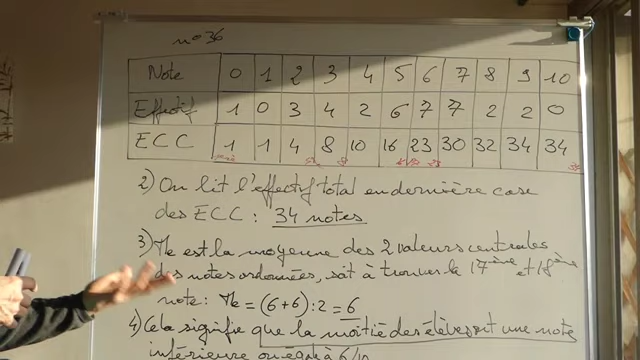 n° 36
Note 0 1 2 3 4 5 6 7 8 9 10
Effectif 1 0 3 4 2 6 7 7 2 2 0
ECC 1 1 4 8 10 16 23 30 32 34 34
2) On lit l'effectif total en dernière case
des ECC : 34 notes
3) Me est la moyenne des 2 valeurs centrales
des notes ordonnées, soit à trouver la 17ème et 18ème
note : Me = (6+6) : 2 = 6
4) Cela signifie que la moitié des élèves ont une note
inférieure ou égale à 6/10